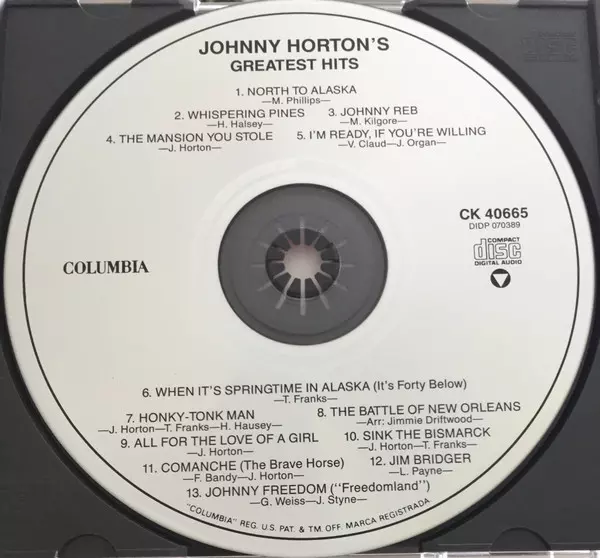 JOHNNY HORTON'S
GREATEST HITS
1. NORTH TO ALASKA
—M. Phillips—
2. WHISPERING PINES 3. JOHNNY REB
—H. Halsey— —M. Kilgore—
4. THE MANSION YOU STOLE 5. I'M READY, IF YOU'RE WILLING
—J. Horton— —V. Claud—J. Organ—
CK 40665
DIDP 070389
COLUMBIA
COMPACT
disc
DIGITAL AUDIO
6. WHEN IT'S SPRINGTIME IN ALASKA (It's Forty Below)
—T. Franks—
7. HONKY-TONK MAN 8. THE BATTLE OF NEW ORLEANS
—J. Horton—T. Franks—H. Hausey— —Arr: Jimmie Driftwood—
9. ALL FOR THE LOVE OF A GIRL 10. SINK THE BISMARCK
—J. Horton— —J. Horton—T. Franks—
11. COMANCHE (The Brave Horse) 12. JIM BRIDGER
—F. Bandy—J. Horton— —L. Payne—
13. JOHNNY FREEDOM (''Freedomland'')
—G. Weiss—J. Styne—
"COLUMBIA" REG. U.S. PAT. & TM. OFF. MARCA REGISTRADA.